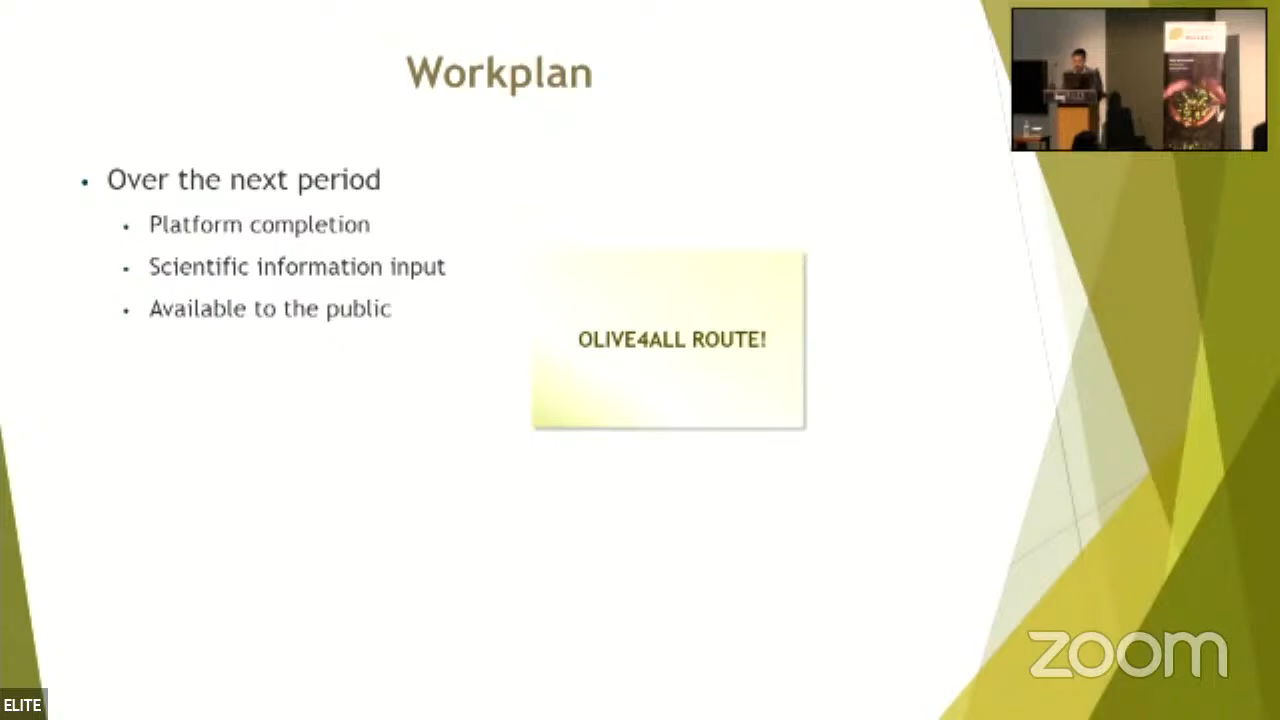 Workplan
• Over the next period
• Platform completion
• Scientific information input
• Available to the public
OLIVE4ALL ROUTE!
zoom
ELITE